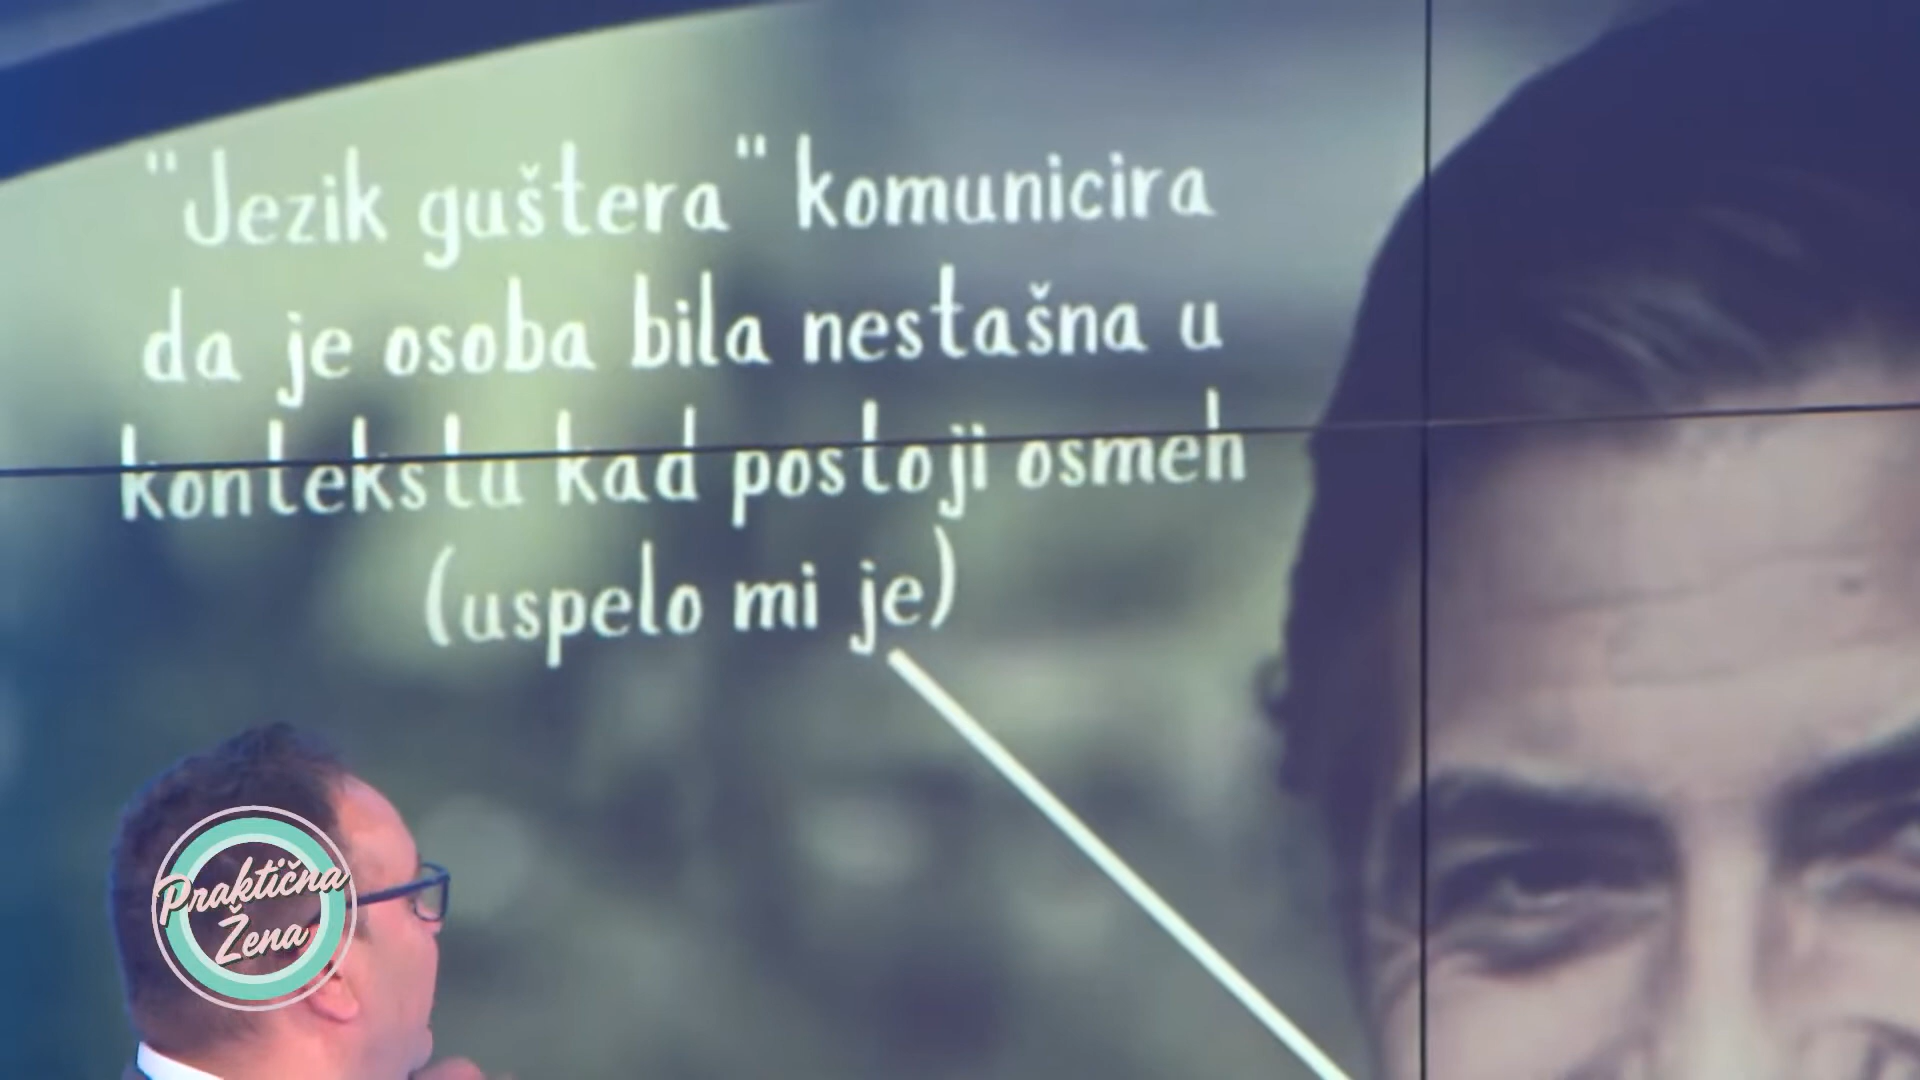 "Jezik guštera" komunicira
da je osoba bila nestašna u
kontekstu kad postoji osmeh
(uspelo mi je)
Praktična
Žena